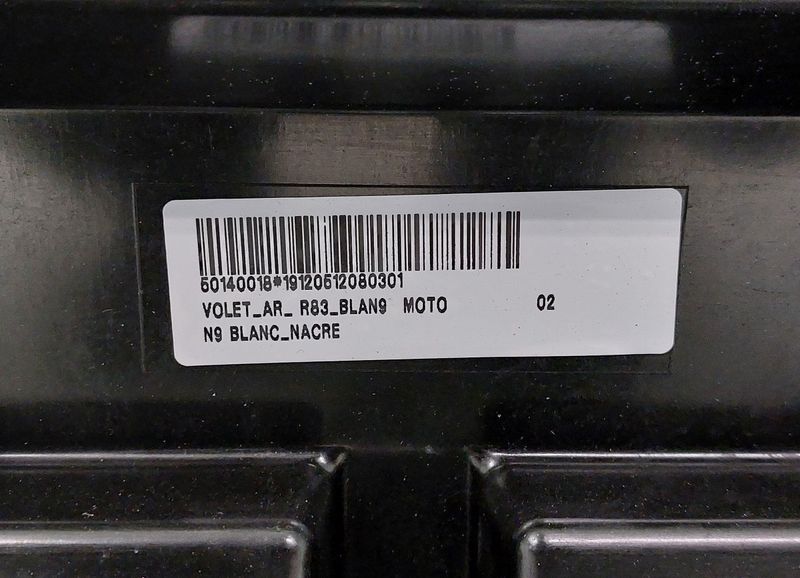 50140018*19120512080301
VOLET_AR_ R83_BLAN9 MOTO 02
N9 BLANC_NACRE